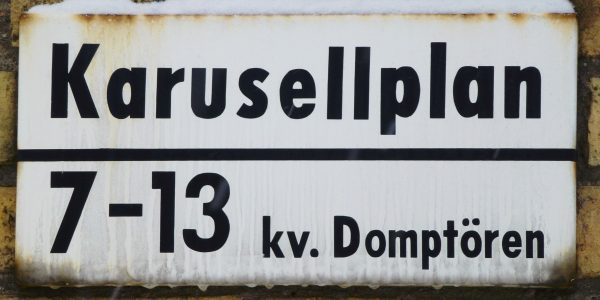 Karusellplan
7-13 kv. Domptören